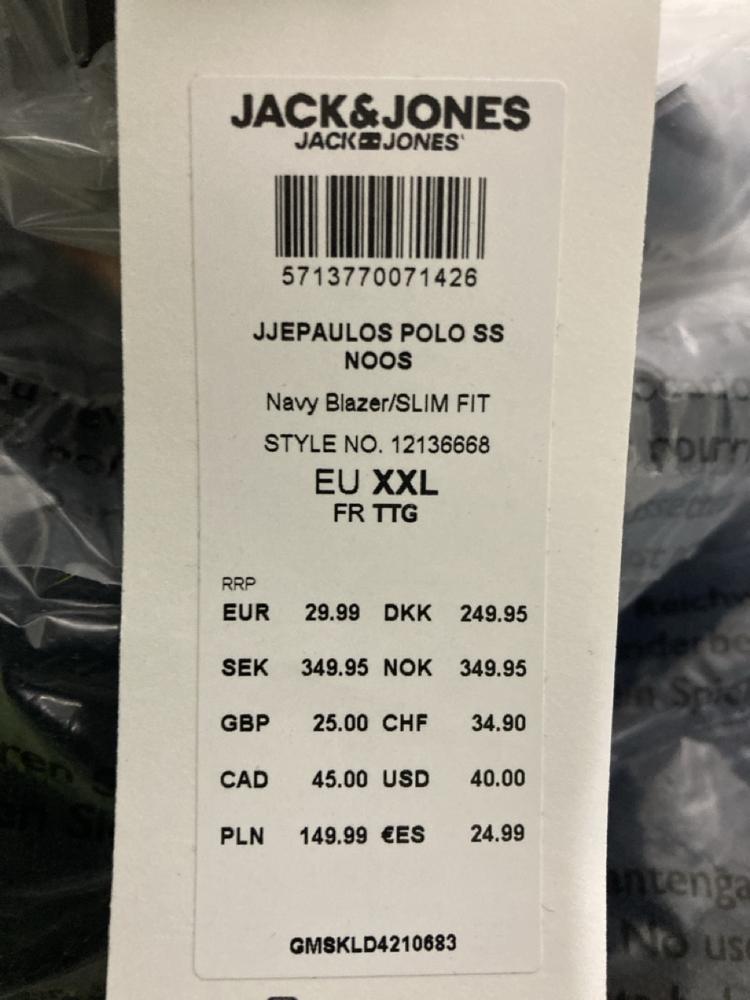 JACK&JONES
JACK JONES
5713770071426
JJEPAULOS POLO SS
NOOS
Navy Blazer/SLIM FIT
STYLE NO. 12136668
EU XXL
FR TTG
RRP
EUR 29.99 DKK 249.95
SEK 349.95 NOK 349.95
GBP 25.00 CHF 34.90
CAD 45.00 USD 40.00
PLN 149.99 €ES 24.99
GMSKLD4210683
No